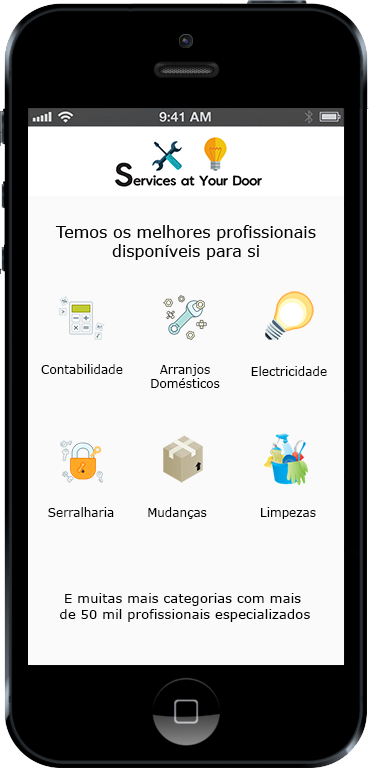 9:41 AM
Services at Your Door
Temos os melhores profissionais
disponíveis para si
Contabilidade
Arranjos
Domésticos
Electricidade
Serralharia
Mudanças
Limpezas
E muitas mais categorias com mais
de 50 mil profissionais especializados